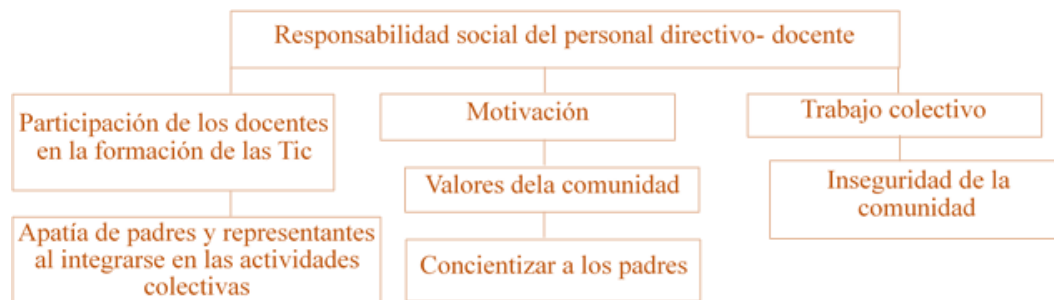 Responsabilidad social del personal directivo- docente
Participación de los docentes
en la formación de las Tic
Motivación
Trabajo colectivo
Apatía de padres y representantes
al integrarse en las actividades
colectivas
Valores dela comunidad
Concientizar a los padres
Inseguridad de la
comunidad